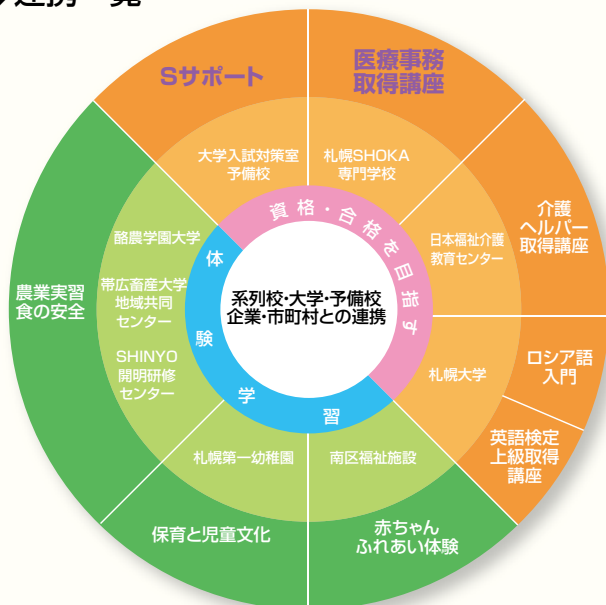 連携一覧
Sサポート
医療事務
取得講座
大学入試対策室
予備校
札幌SHOKA
専門学校
介護
ヘルパー
取得講座
日本福祉介護
教育センター
資格・合格を目指す
酪農学園大学
帯広畜産大学
地域共同
センター
SHINYO
開明研修
センター
農業実習
食の安全
系列校・大学・予備校
企業・市町村との連携
体験学習
札幌大学
ロシア語
入門
英語検定
上級取得
講座
札幌第一幼稚園
南区福祉施設
保育と児童文化
赤ちゃん
ふれあい体験